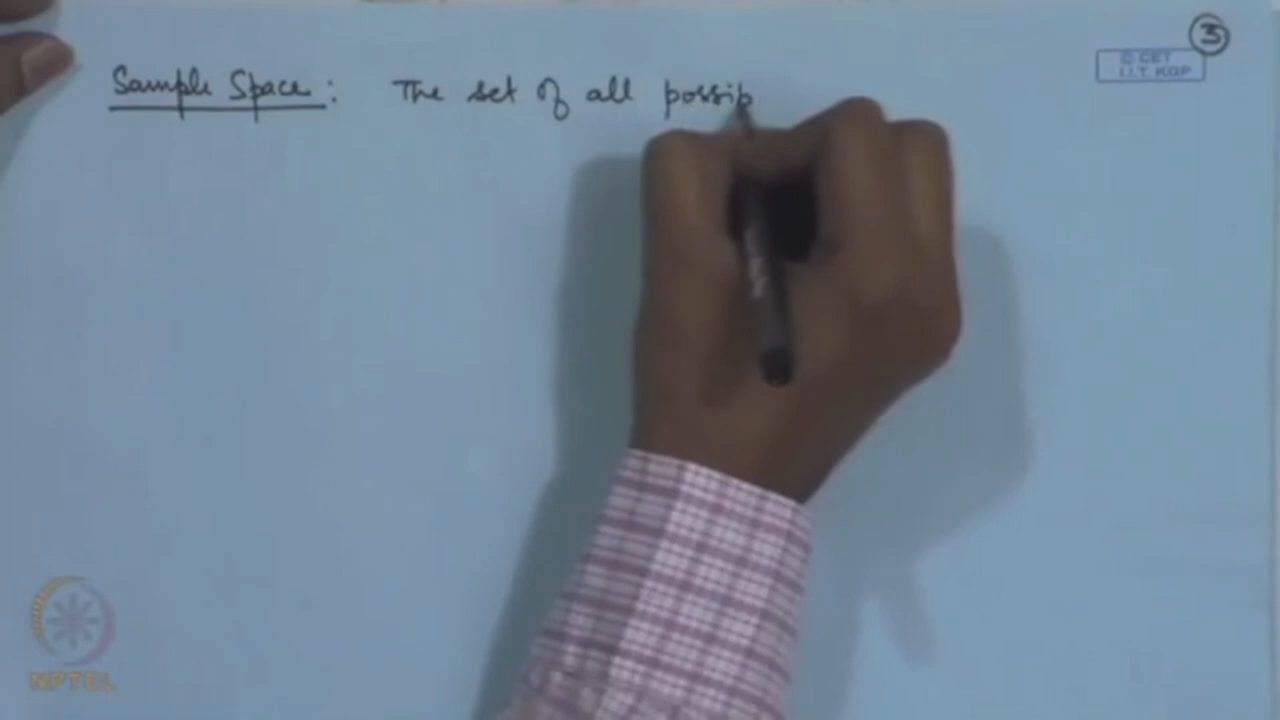 ③
© CET
I.I.T. KGP
Sample Space : The set of all possib
NPTEL